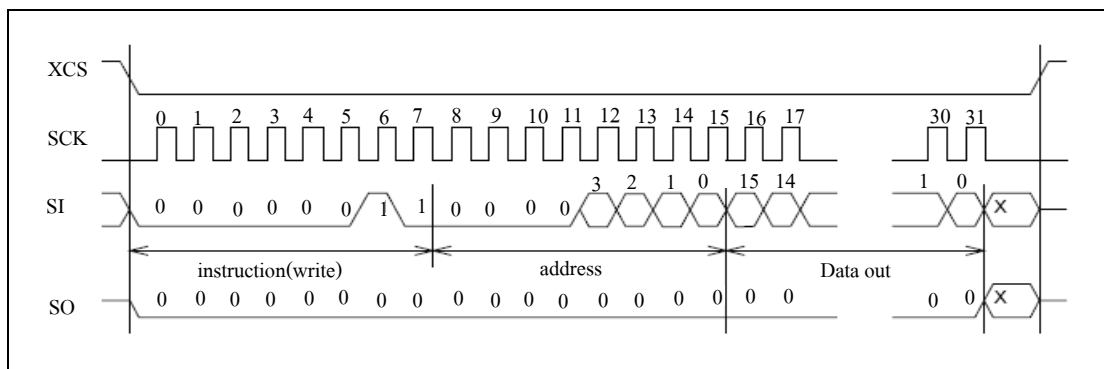 XCS
0 1 2 3 4 5 6 7 8 9 10 11 12 13 14 15 16 17 30 31
SCK
3 2 1 0 15 14 1 0
SI 0 0 0 0 0 0 1 1 0 0 0 0 X
instruction(write) address Data out
SO 0 0 0 0 0 0 0 0 0 0 0 0 0 0 0 0 0 0 0 0 X